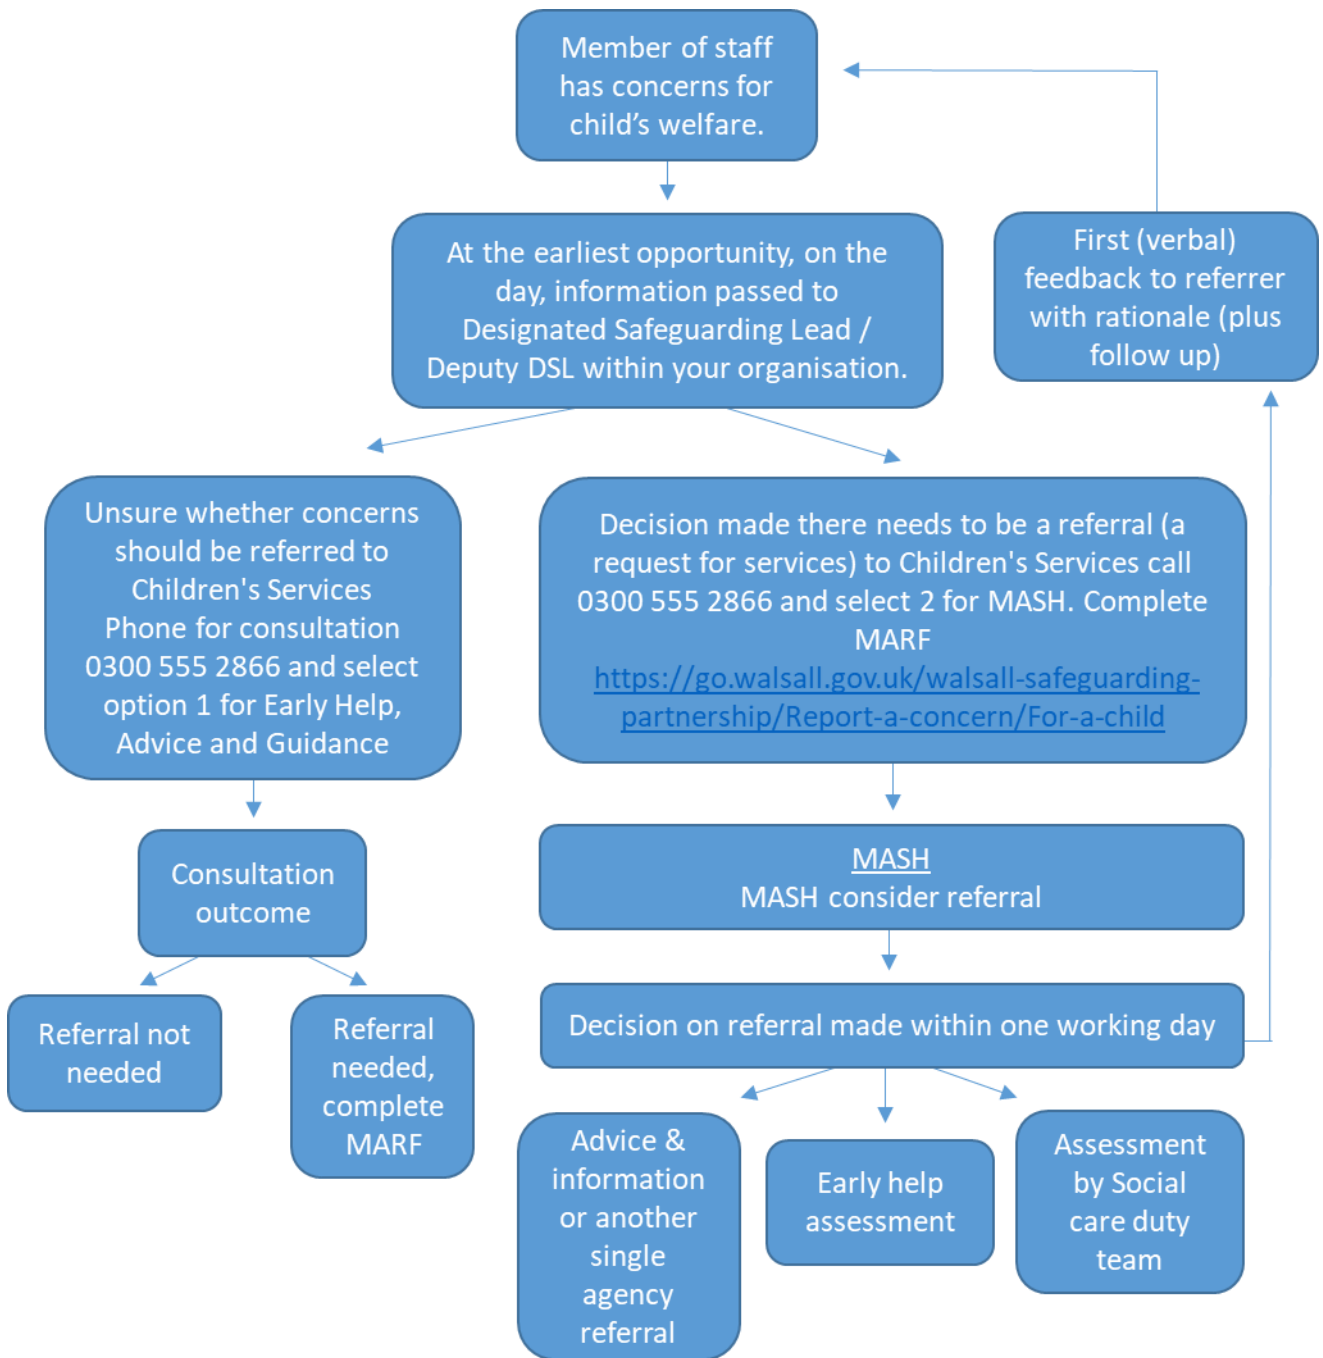 Member of staff
has concerns for
child’s welfare.
At the earliest opportunity, on the
day, information passed to
Designated Safeguarding Lead /
Deputy DSL within your organisation.
First (verbal)
feedback to referrer
with rationale (plus
follow up)
Unsure whether concerns
should be referred to
Children's Services
Phone for consultation
0300 555 2866 and select
option 1 for Early Help,
Advice and Guidance
Decision made there needs to be a referral (a
request for services) to Children's Services call
0300 555 2866 and select 2 for MASH. Complete
MARF
https://go.walsall.gov.uk/walsall-safeguarding-
partnership/Report-a-concern/For-a-child
Consultation
outcome
MASH
MASH consider referral
Referral not
needed
Referral
needed,
complete
MARF
Decision on referral made within one working day
Advice &
information
or another
single
agency
referral
Early help
assessment
Assessment
by Social
care duty
team